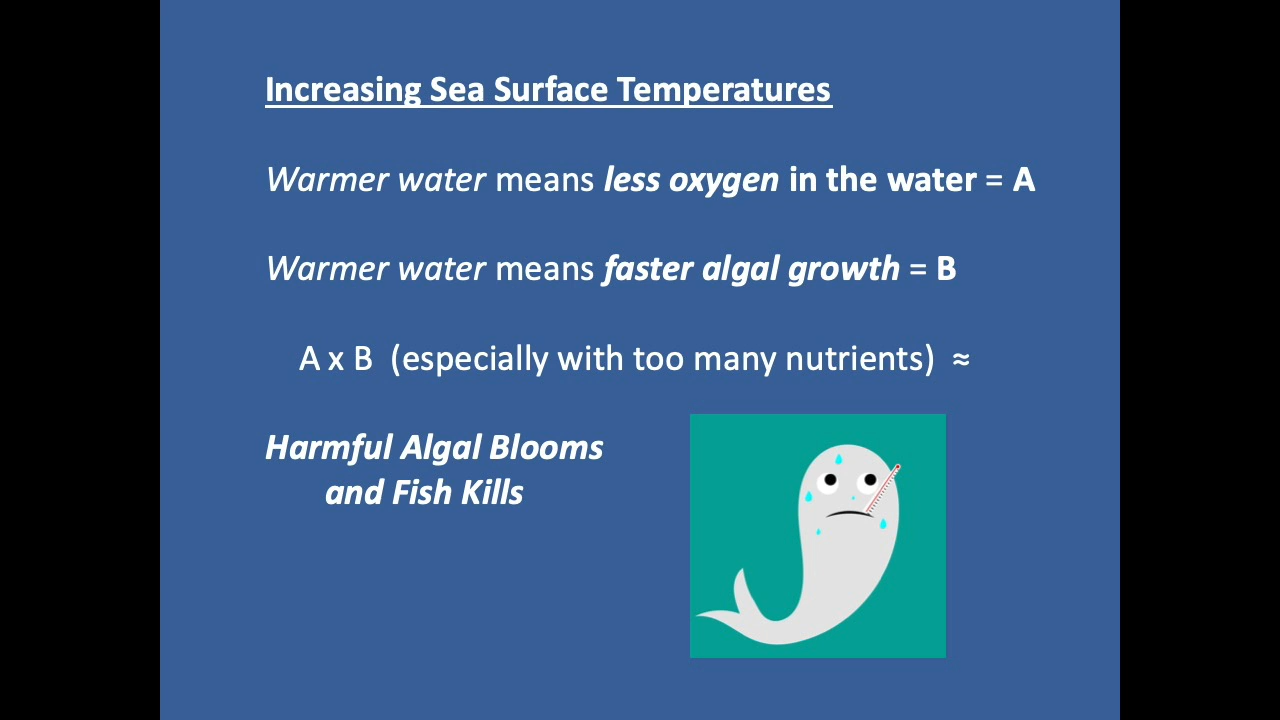 Increasing Sea Surface Temperatures
Warmer water means less oxygen in the water = A
Warmer water means faster algal growth = B
A x B (especially with too many nutrients) ≈
Harmful Algal Blooms
and Fish Kills